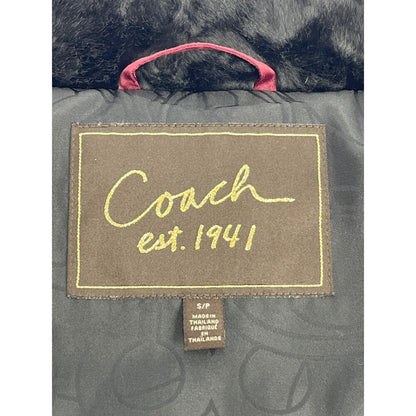 Coach
est. 1941
S/P
MADE IN
THAILAND
FABRIQUÉ
EN
THAÏLANDE